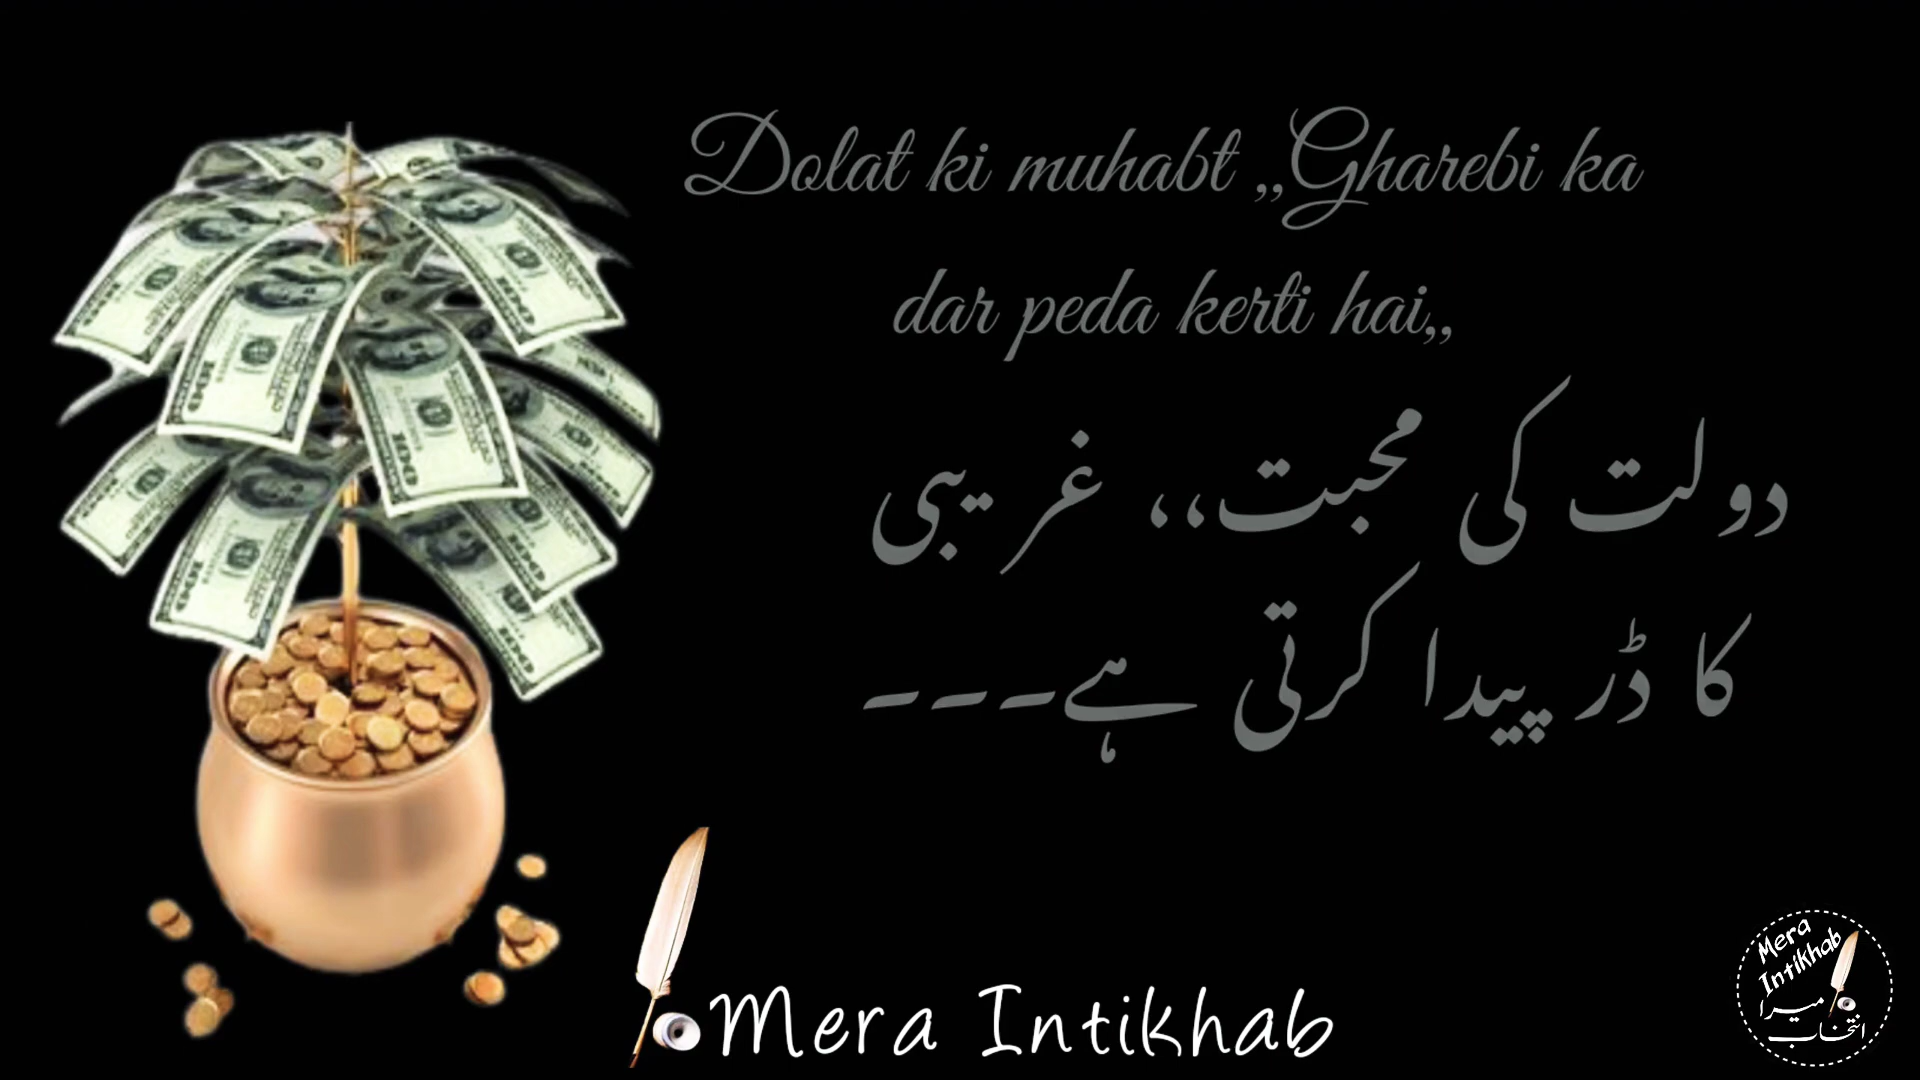 Dolat ki muhabt ,,Gharebi ka
dar peda kerti hai,,
دولت کی محبت،، غریبی
کا ڈر پیدا کرتی ہے۔۔۔
Mera Intikhab
Mera
Intikhab
میرا
انتخاب